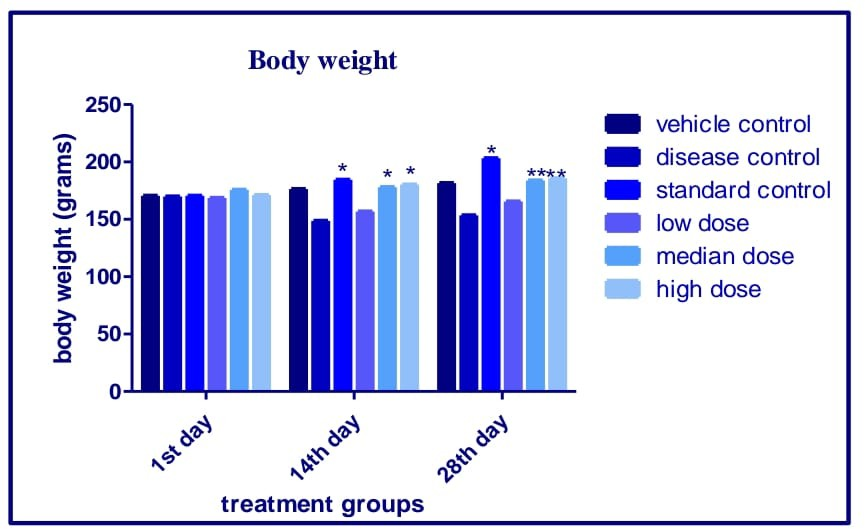 Body weight
body weight (grams)
250
200
150
100
50
0
* * *
* ** **
1st day
14th day
28th day
treatment groups
vehicle control
disease control
standard control
low dose
median dose
high dose